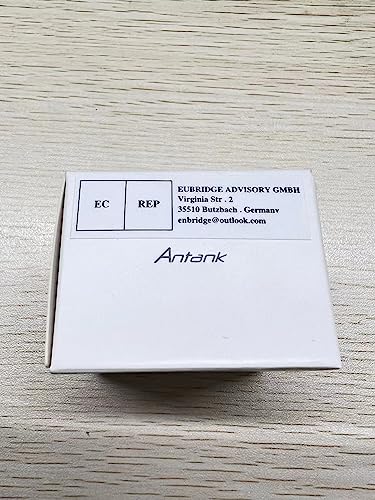 EC REP
EUBRIDGE ADVISORY GMBH
Virginia Str . 2
35510 Butzbach . Germany
enbridge@outlook.com
Antank